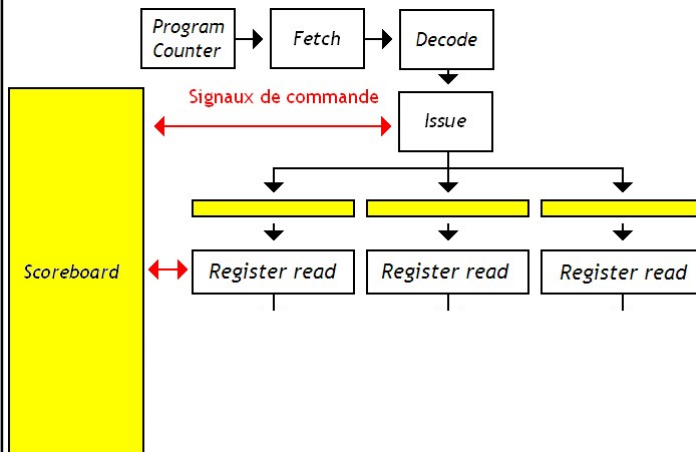 Program
Counter
Fetch
Decode
Signaux de commande
Issue
Scoreboard
Register read
Register read
Register read